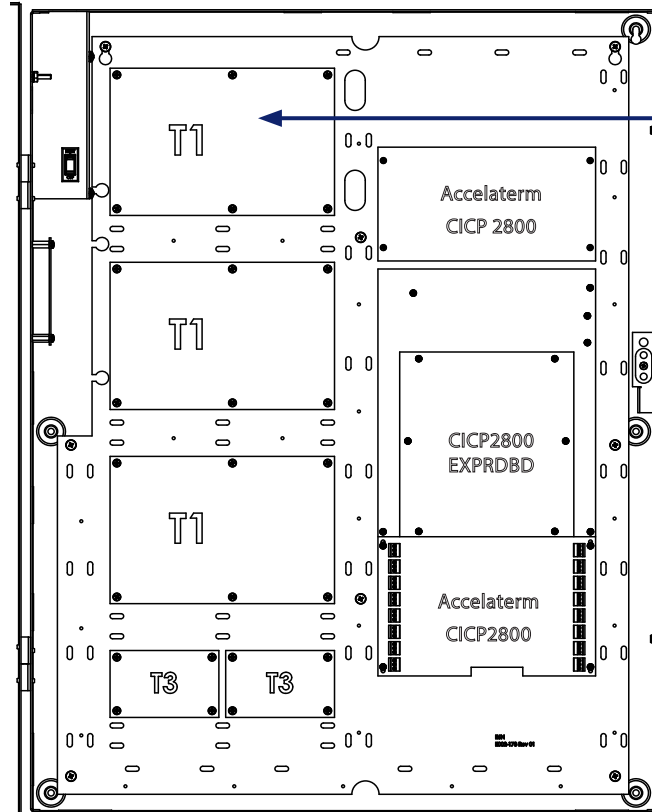 T1
Accelaterm
CICP 2800
T1
CICP2800
EXPRDBD
T1
Accelaterm
CICP2800
T3
T3